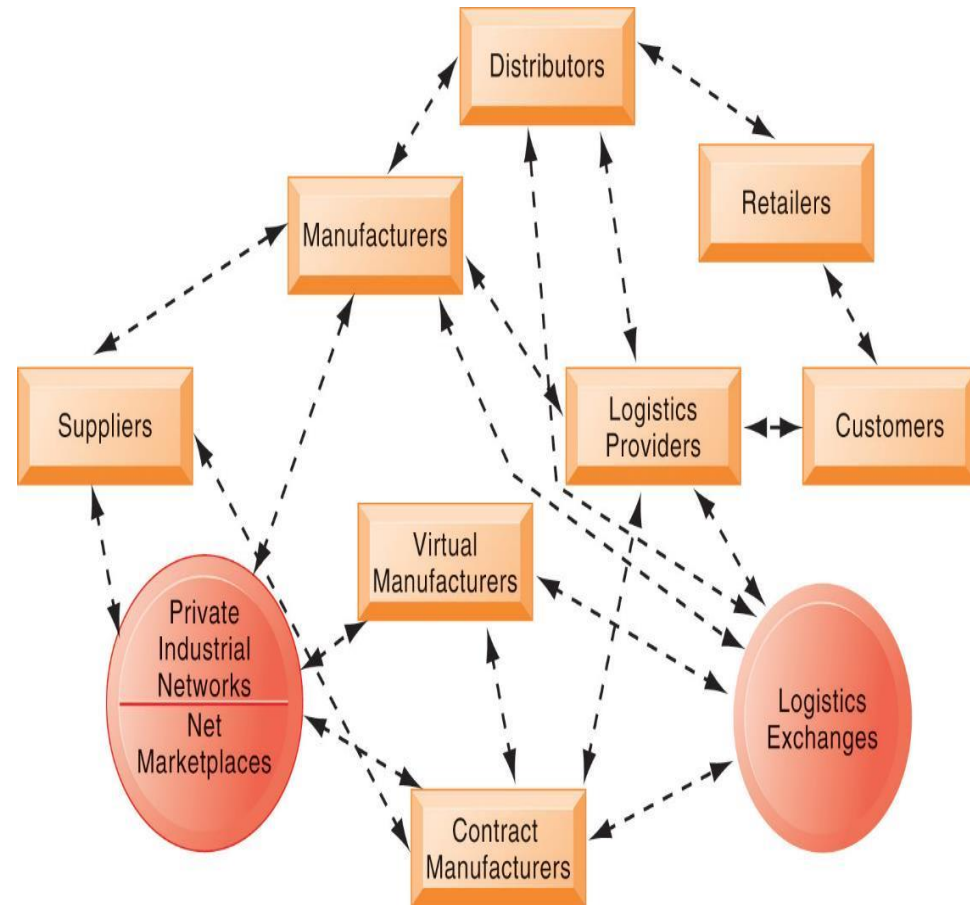 Distributors
Retailers
Manufacturers
Suppliers
Logistics
Providers
Customers
Virtual
Manufacturers
Private
Industrial
Networks
Net
Marketplaces
Logistics
Exchanges
Contract
Manufacturers